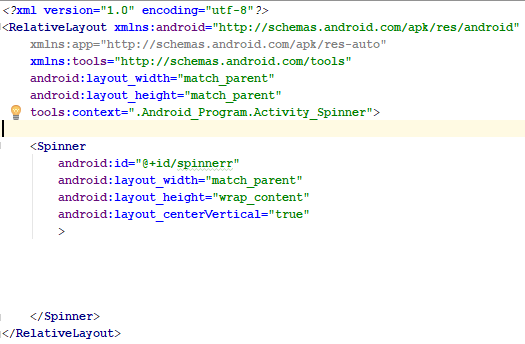 <?xml version="1.0" encoding="utf-8"?>
<RelativeLayout xmlns:android="http://schemas.android.com/apk/res/android"
xmlns:app="http://schemas.android.com/apk/res-auto"
xmlns:tools="http://schemas.android.com/tools"
android:layout_width="match_parent"
android:layout_height="match_parent"
tools:context=".Android_Program.Activity_Spinner">
<Spinner
android:id="@+id/spinnerr"
android:layout_width="match_parent"
android:layout_height="wrap_content"
android:layout_centerVertical="true"
>
</Spinner>
</RelativeLayout>